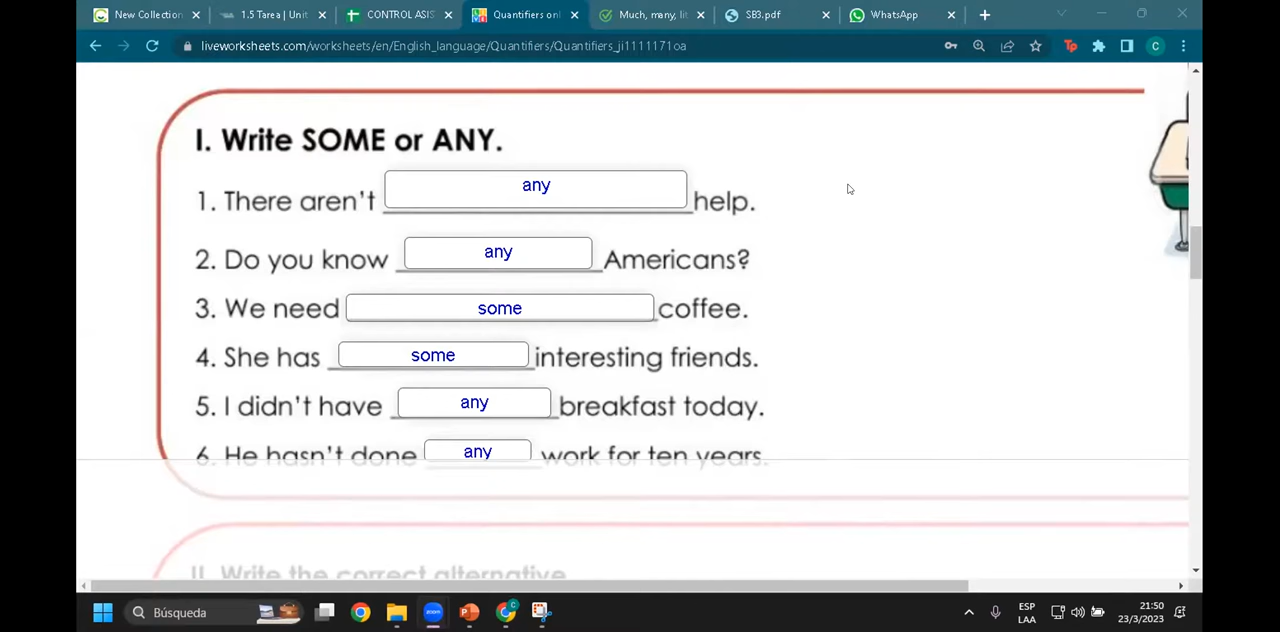 New Collection
1.5 Tarea | Unit
CONTROL ASIS
Quantifiers onl
Much, many, lit
SB3.pdf
WhatsApp
liveworksheets.com/worksheets/en/English_language/Quantifiers/Quantifiers_ji1111171oa
C
I. Write SOME or ANY.
1. There aren't any help.
2. Do you know any Americans?
3. We need some coffee.
4. She has some interesting friends.
5. I didn't have any breakfast today.
6. He hasn't done any work for ten years.
II. Write the correct alternative.
Búsqueda
zoom
ESP
LAA
21:50
23/3/2023